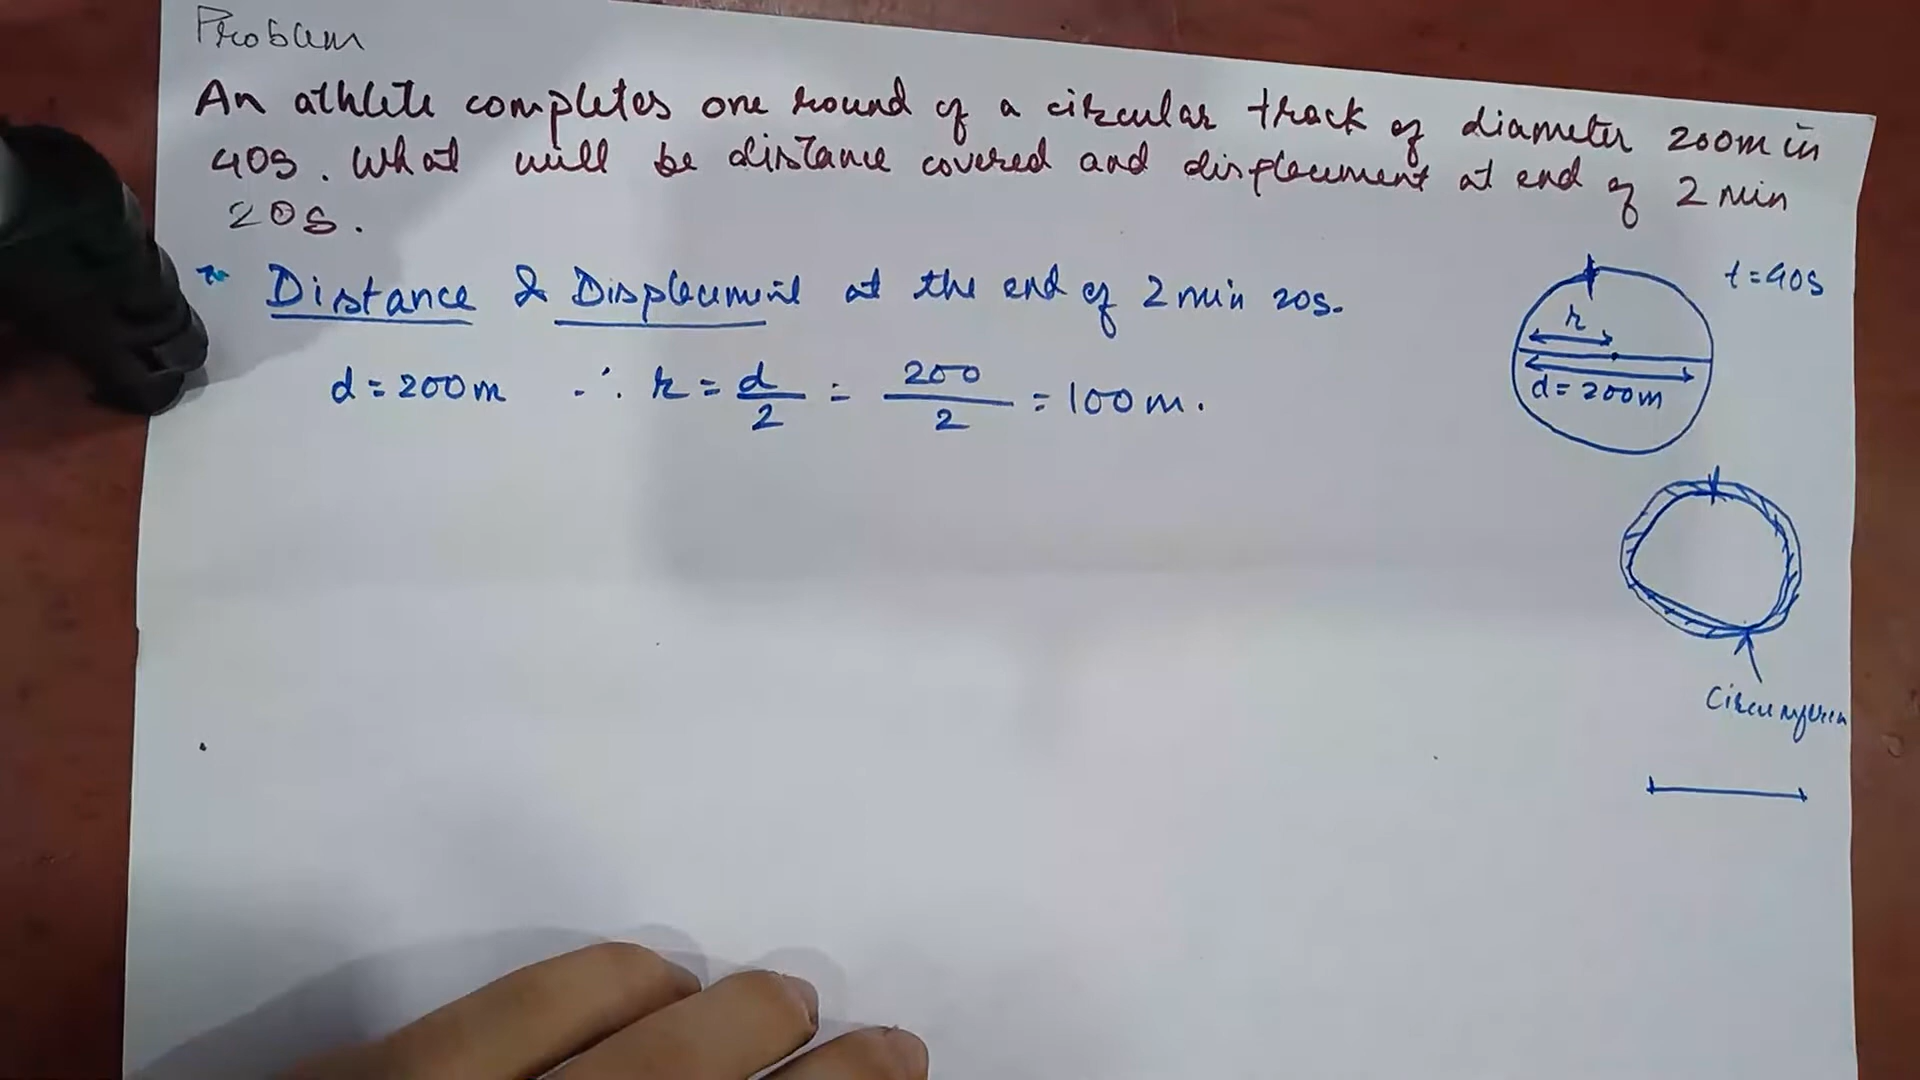 Problem
An athlete completes one round of a circular track of diameter 200m in
40s. What will be distance covered and displacement at end of 2 min
20s.
Distance & Displacement at the end of 2 min 20s.
t = 40s
r
d = 200m
d = 200m ∴ r = d/2 = 200/2 = 100m.